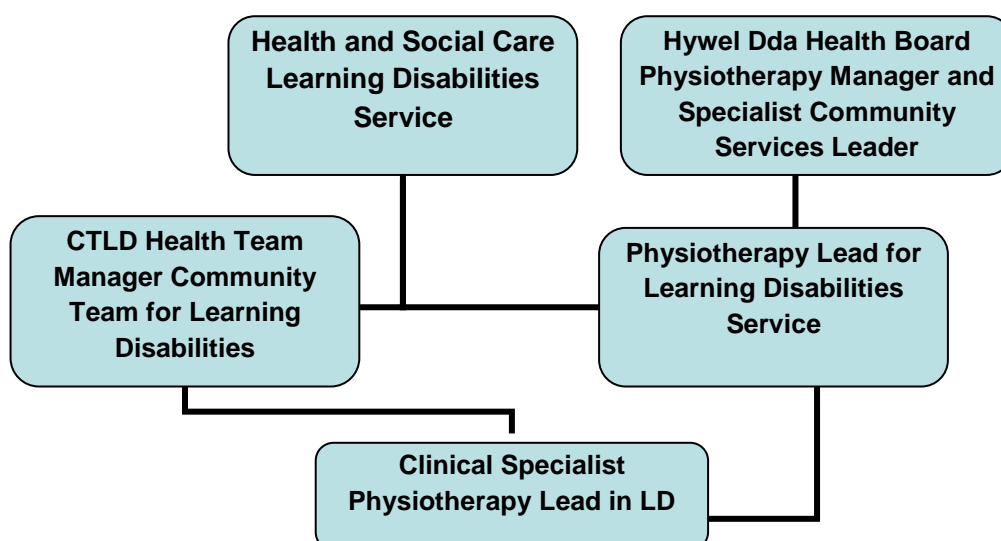 Health and Social Care
Learning Disabilities
Service
Hywel Dda Health Board
Physiotherapy Manager and
Specialist Community
Services Leader
CTLD Health Team
Manager Community
Team for Learning
Disabilities
Physiotherapy Lead for
Learning Disabilities
Service
Clinical Specialist
Physiotherapy Lead in LD